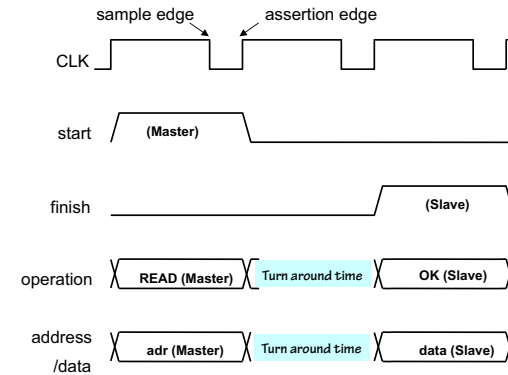 sample edge assertion edge
CLK
start (Master)
finish (Slave)
operation READ (Master) Turn around time OK (Slave)
address
/data adr (Master) Turn around time data (Slave)